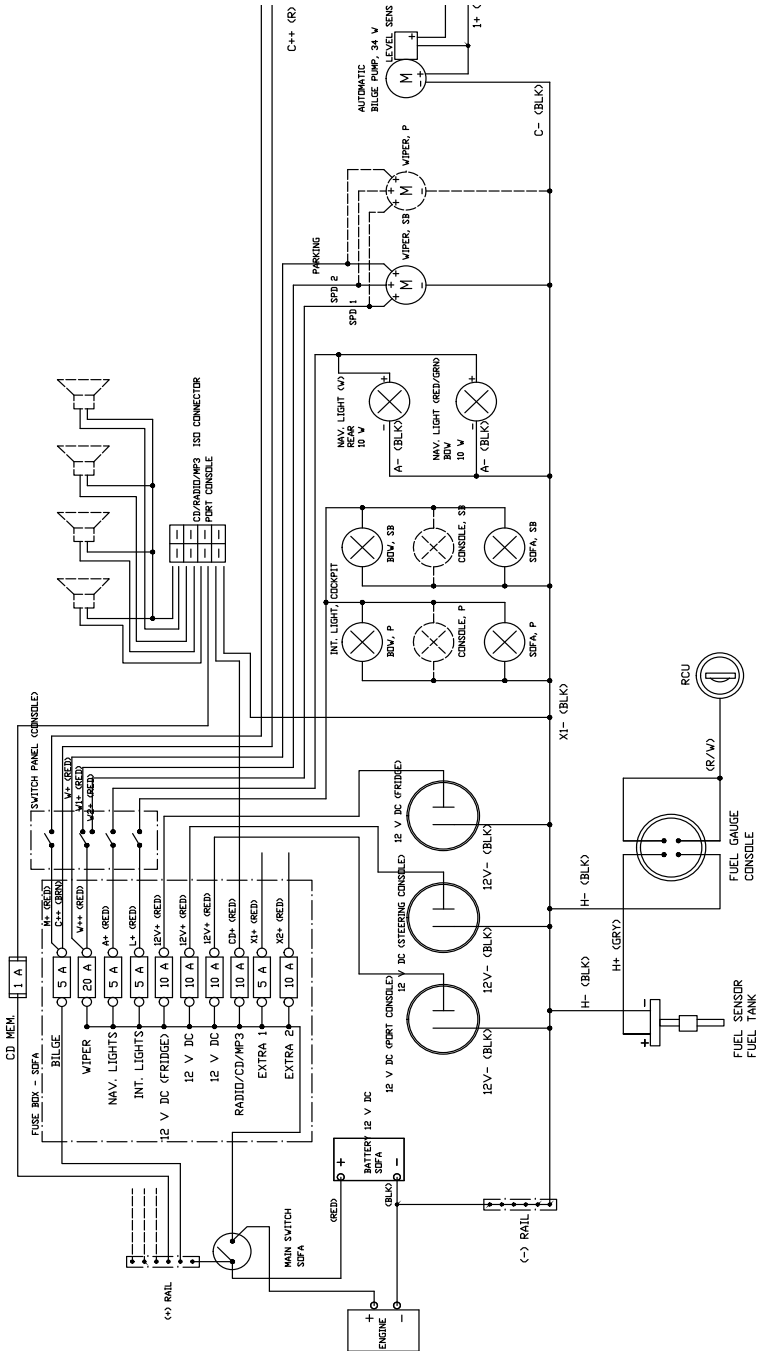 C++ (R)
1+ (
LEVEL SENS
AUTOMATIC
BILGE PUMP, 34 W
+
M
- +
C- (BLK)
WIPER, P
+ + +
M
-
WIPER, SB
+ + +
M
-
PARKING
SPD 2
SPD 1
NAV. LIGHT (W)
REAR
10 W
- +
A- (BLK)
NAV. LIGHT (RED/GRN)
BOW
10 W
- +
A- (BLK)
CD/RADIO/MP3 ISO CONNECTOR
PORT CONSOLE
INT. LIGHT, COCKPIT
BOW, SB
CONSOLE, SB
SOFA, SB
BOW, P
CONSOLE, P
SOFA, P
X1- (BLK)
SWITCH PANEL (CONSOLE)
W+ (RED)
W1+ (RED)
W2+ (RED)
M+ (RED)
C++ (BRN)
W++ (RED)
A+ (RED)
L+ (RED)
12V+ (RED)
12V+ (RED)
12V+ (RED)
CD+ (RED)
X1+ (RED)
X2+ (RED)
CD MEM.
1 A
FUSE BOX - SOFA
BILGE
5 A
WIPER
20 A
NAV. LIGHTS
5 A
INT. LIGHTS
5 A
12 V DC (FRIDGE)
10 A
12 V DC
10 A
12 V DC
10 A
RADIO/CD/MP3
10 A
EXTRA 1
5 A
EXTRA 2
10 A
12 V DC (FRIDGE)
12V- (BLK)
12 V DC (STEERING CONSOLE)
12V- (BLK)
12 V DC (PORT CONSOLE)
12V- (BLK)
RCU
(R/W)
FUEL GAUGE
CONSOLE
H- (BLK)
H+ (GRY)
H- (BLK)
+ -
FUEL SENSOR
FUEL TANK
BATTERY 12 V DC
SOFA
+ -
(RED)
(BLK)
(-) RAIL
MAIN SWITCH
SOFA
(+) RAIL
ENGINE
+ -